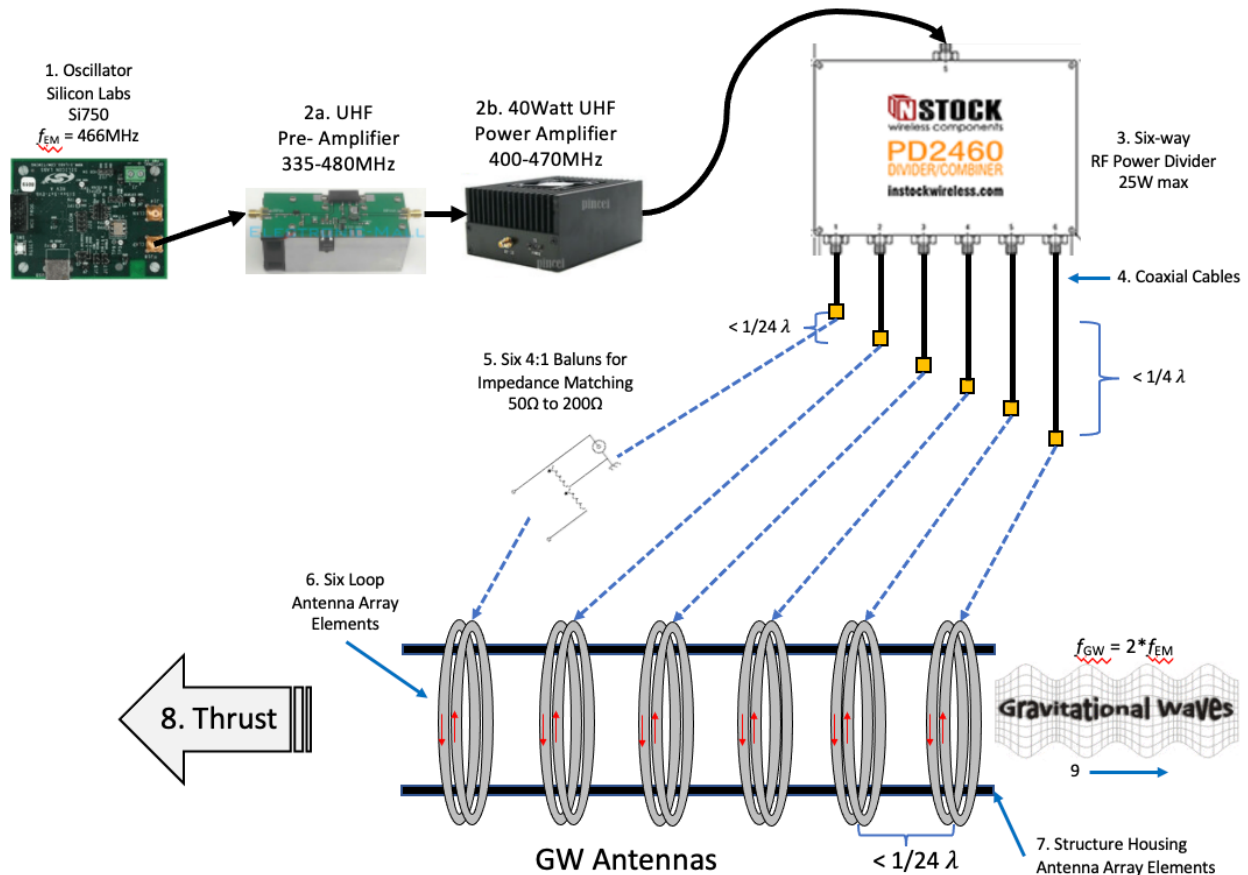 1. Oscillator
Silicon Labs
Si750
fEM = 466MHz
2a. UHF
Pre- Amplifier
335-480MHz
2b. 40Watt UHF
Power Amplifier
400-470MHz
pincei
pincei
INSTOCK
wireless components
PD2460
DIVIDER/COMBINER
instockwireless.com
S
1
2
3
4
5
6
3. Six-way
RF Power Divider
25W max
4. Coaxial Cables
< 1/24 λ
< 1/4 λ
5. Six 4:1 Baluns for
Impedance Matching
50Ω to 200Ω
6. Six Loop
Antenna Array
Elements
8. Thrust
fGW = 2*fEM
Gravitational Waves
9
GW Antennas
< 1/24 λ
7. Structure Housing
Antenna Array Elements